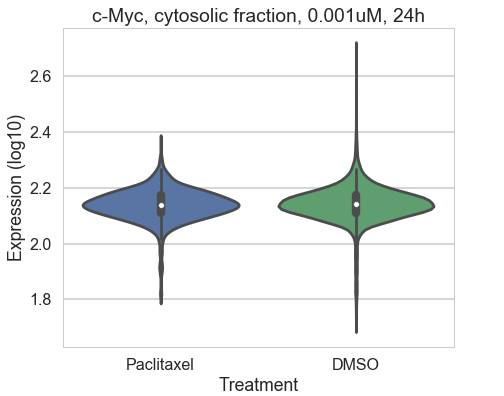 c-Myc, cytosolic fraction, 0.001uM, 24h
Expression (log10)
2.6
2.4
2.2
2.0
1.8
Paclitaxel DMSO
Treatment